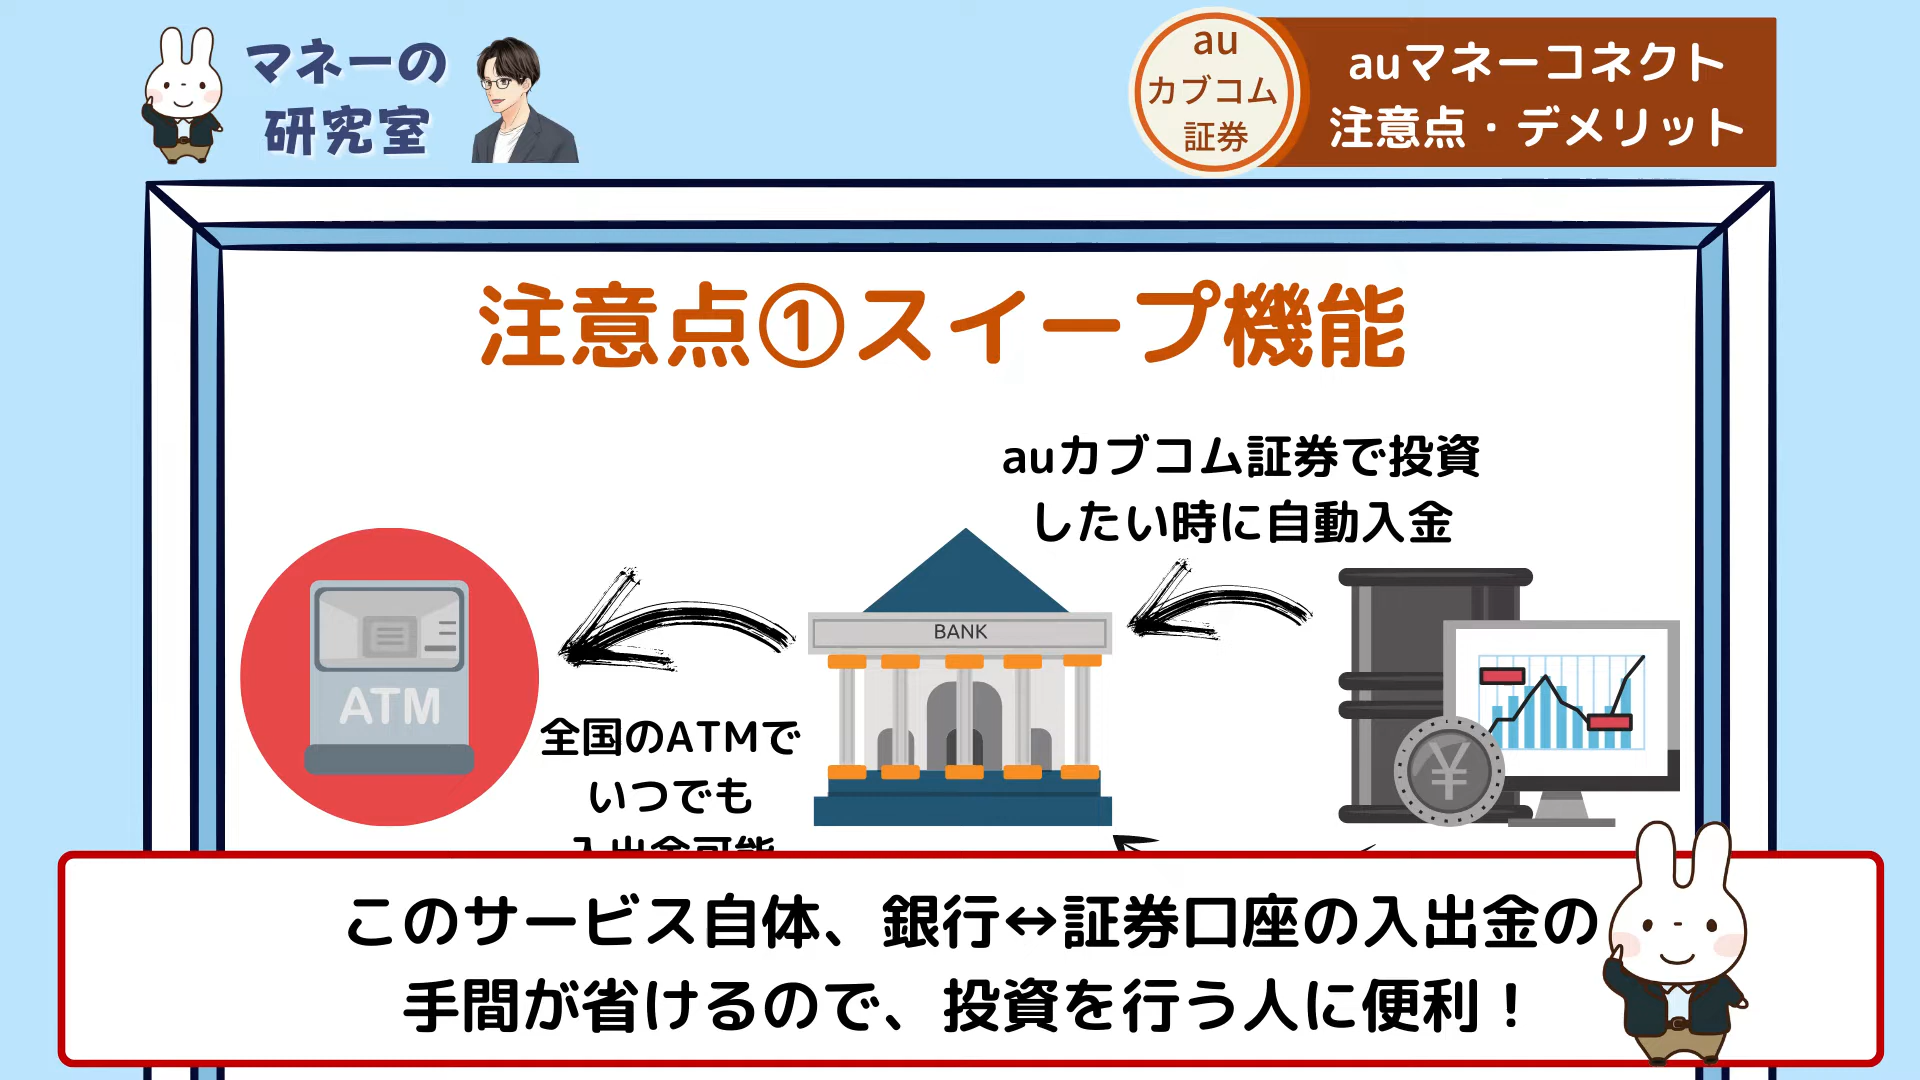 マネーの
研究室
au
カブコム
証券
auマネーコネクト
注意点・デメリット
注意点①スイープ機能
auカブコム証券で投資
したい時に自動入金
BANK
ATM
全国のATMで
いつでも
入出金可能
¥
このサービス自体、銀行↔証券口座の入出金の
手間が省けるので、投資を行う人に便利！